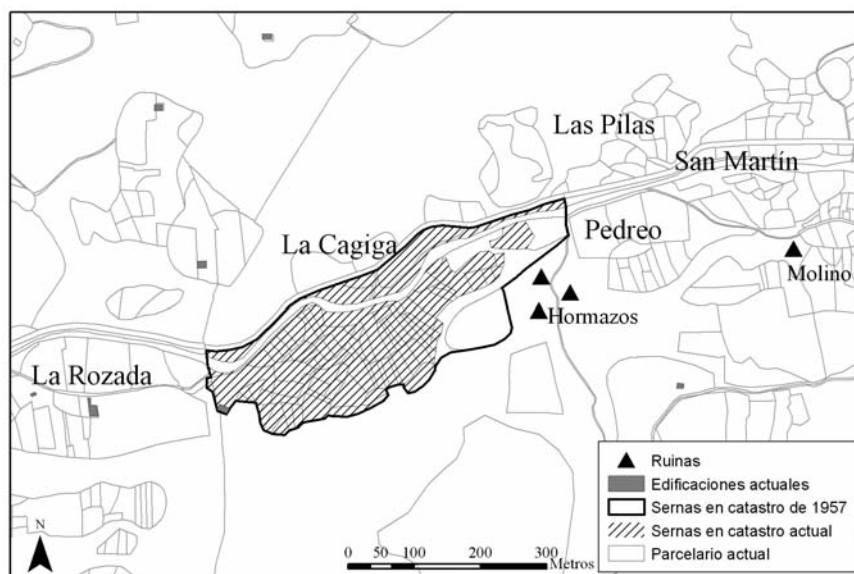 Las Pilas
San Martín
La Cagiga
Pedreo
Molino
Hormazos
La Rozada
Ruinas
Edificaciones actuales
Sernas en catastro de 1957
Sernas en catastro actual
Parcelario actual
N
0 50 100 200 300
Metros